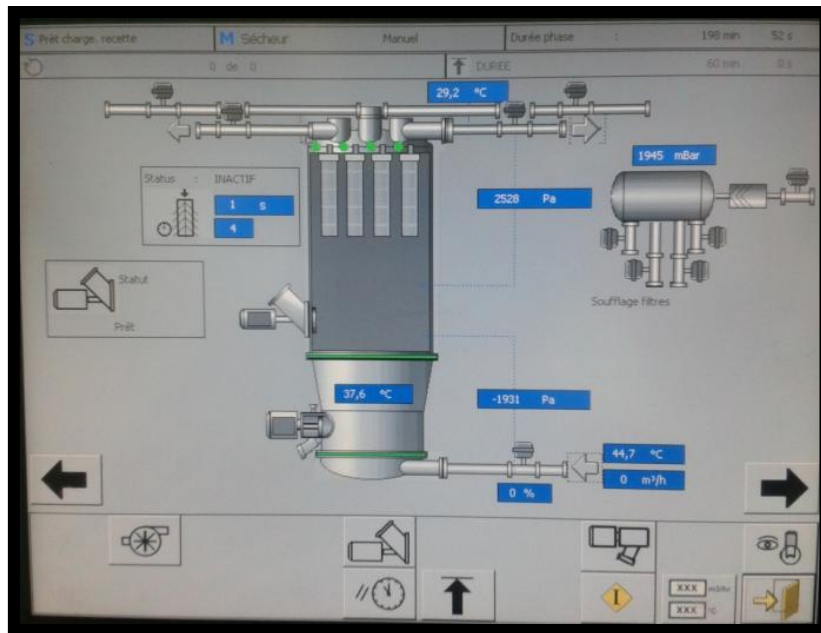 S Prêt charge. recette M Sécheur Manuel Durée phase : 198 min 52 s
0 de 0 DUREE 60 min 0 s
29,2 °C
1945 mBar
Status : INACTIF
1 s
4
2528 Pa
Statut
Prêt
Soufflage filtres
37,6 °C
-1931 Pa
44,7 °C
0 m³/h
0 %
I
XXX m3/hr
XXX °C